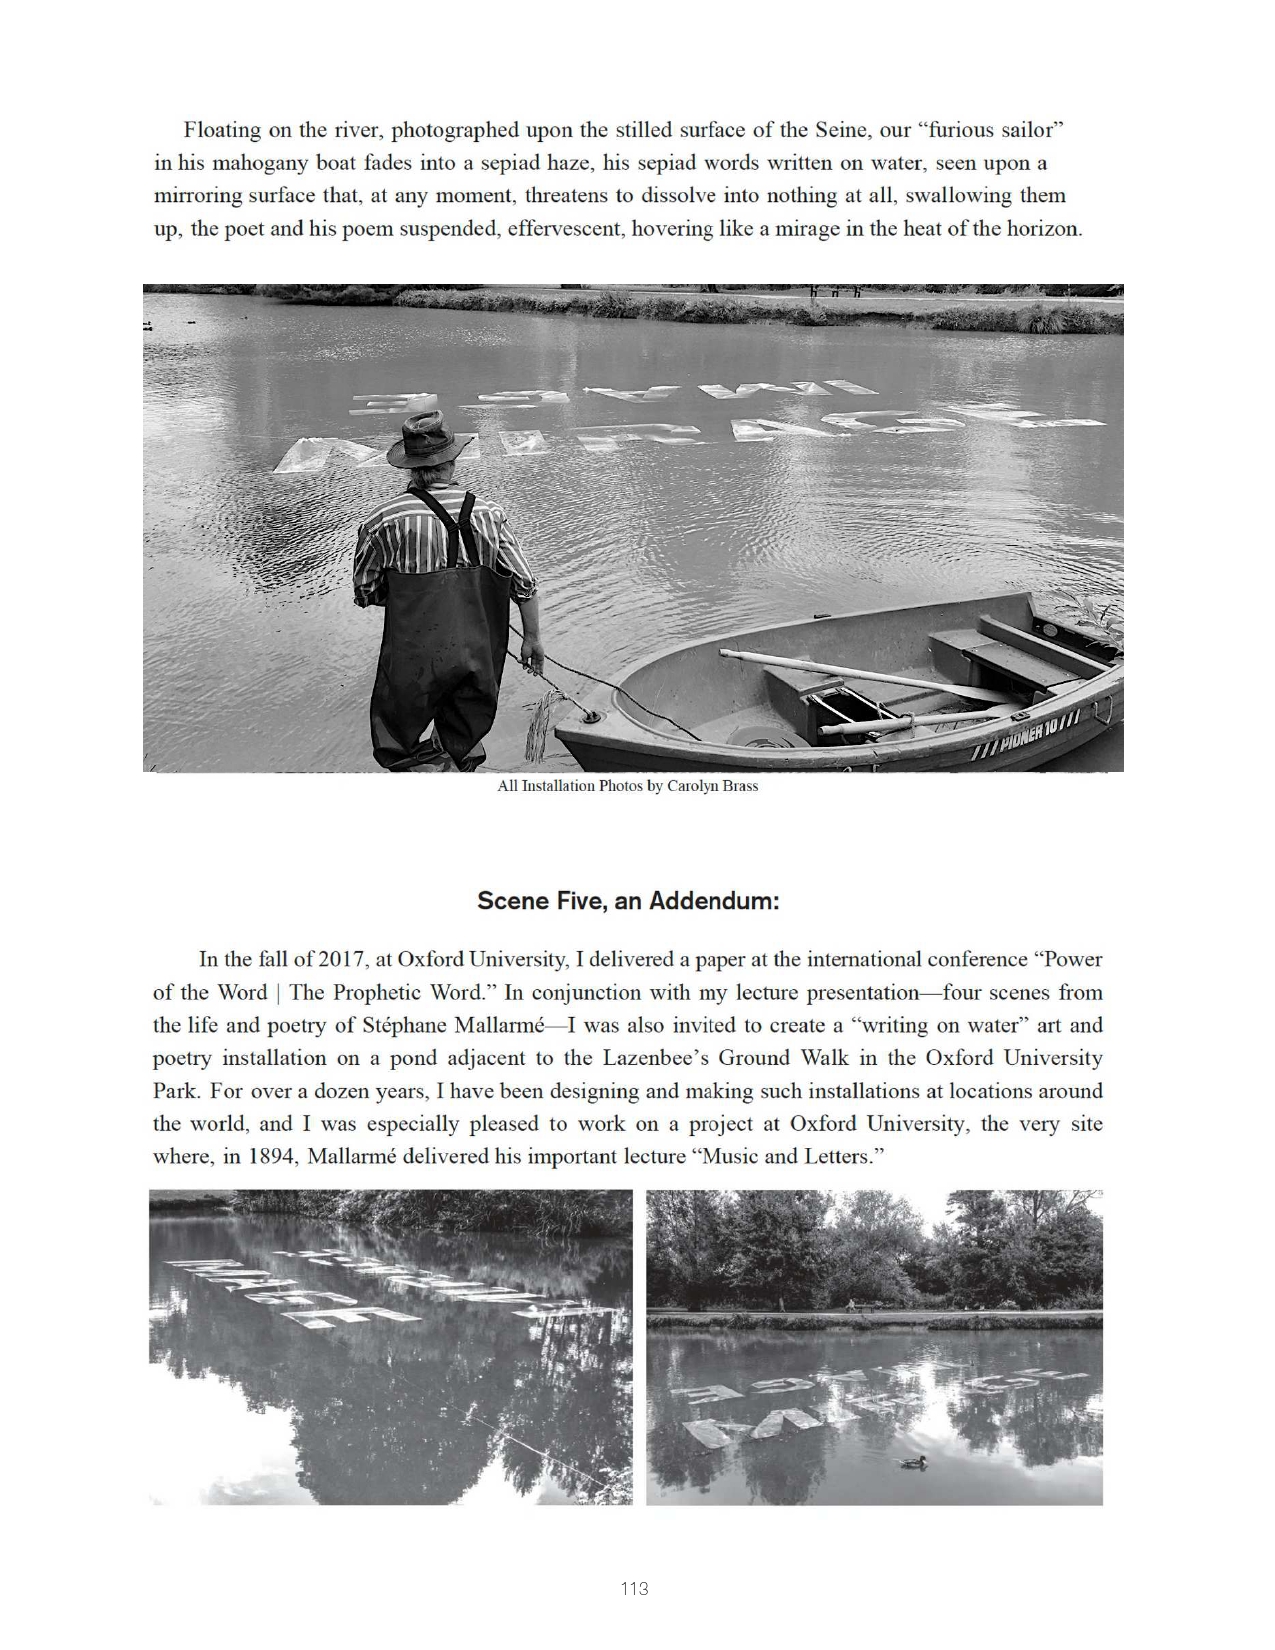 Floating on the river, photographed upon the stilled surface of the Seine, our “furious sailor”
in his mahogany boat fades into a sepiad haze, his sepiad words written on water, seen upon a
mirroring surface that, at any moment, threatens to dissolve into nothing at all, swallowing them
up, the poet and his poem suspended, effervescent, hovering like a mirage in the heat of the horizon.
MIRAGE
///PIONER 10///
All Installation Photos by Carolyn Brass
Scene Five, an Addendum:
In the fall of 2017, at Oxford University, I delivered a paper at the international conference “Power
of the Word | The Prophetic Word.” In conjunction with my lecture presentation—four scenes from
the life and poetry of Stéphane Mallarmé—I was also invited to create a “writing on water” art and
poetry installation on a pond adjacent to the Lazenbee’s Ground Walk in the Oxford University
Park. For over a dozen years, I have been designing and making such installations at locations around
the world, and I was especially pleased to work on a project at Oxford University, the very site
where, in 1894, Mallarmé delivered his important lecture “Music and Letters.”
113